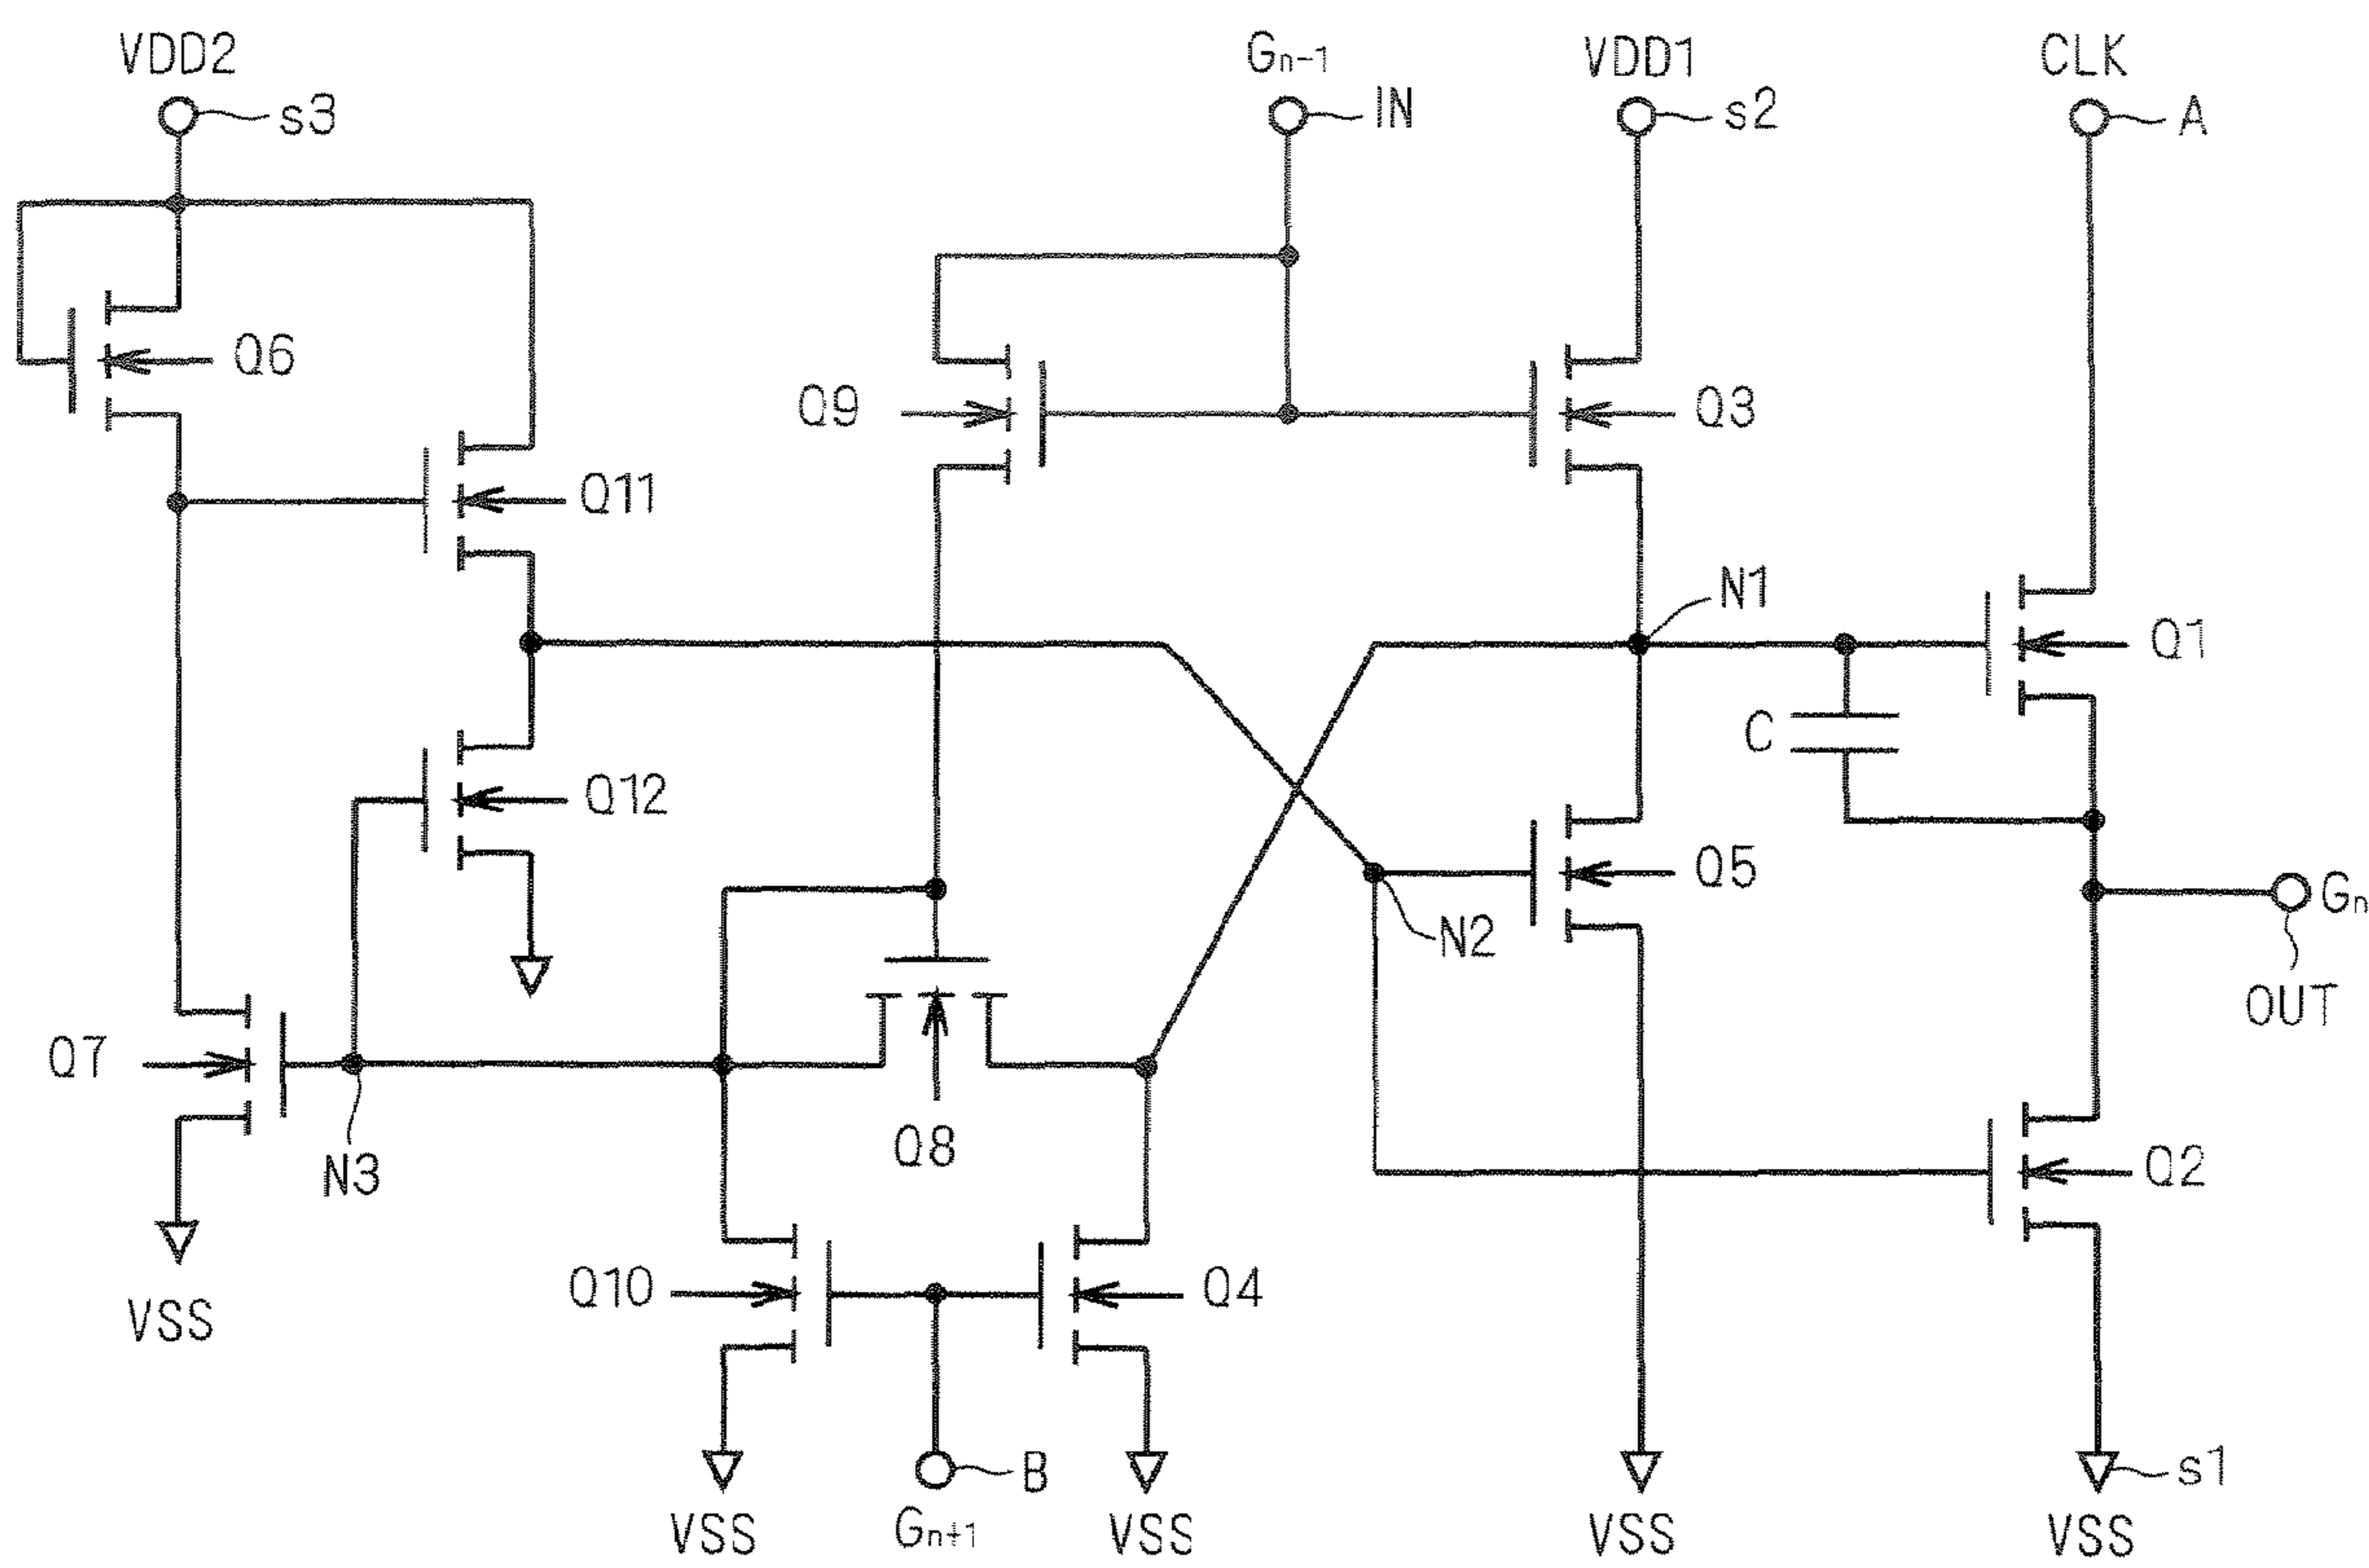 VDD2
Gn-1
VDD1
CLK
s3
IN
s2
A
Q6
Q9
Q3
Q11
N1
Q1
C
Q12
Q5
Gn
N2
OUT
Q7
Q8
N3
Q2
Q10
Q4
VSS
B
s1
VSS
Gn+1
VSS
VSS
VSS